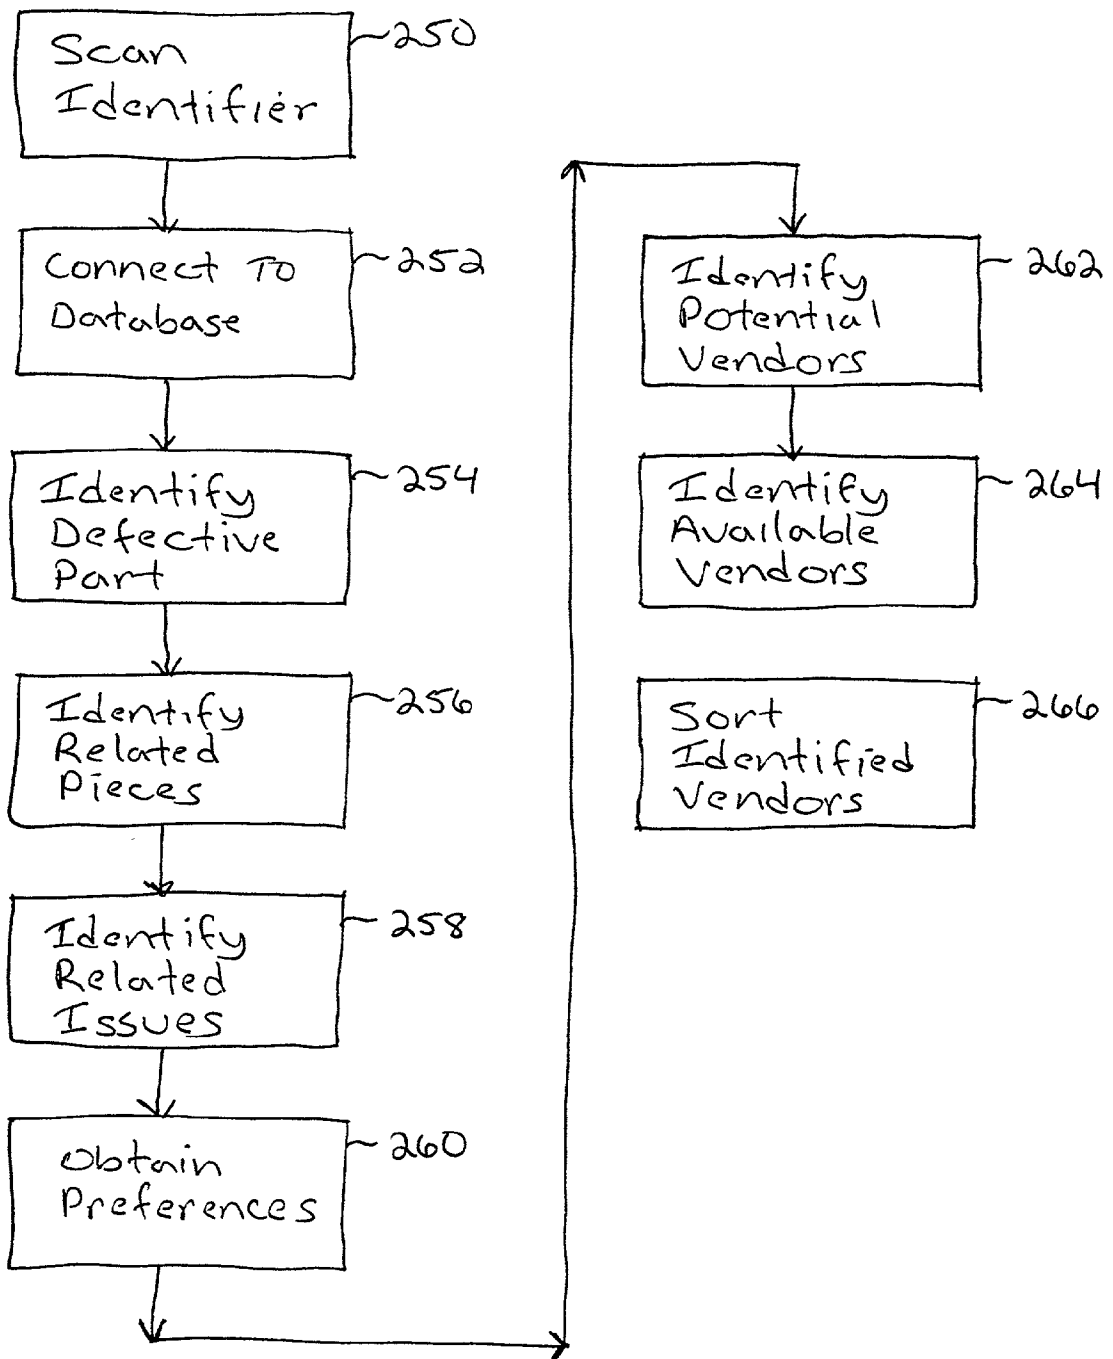 Scan
Identifier
250
Connect To
Database
252
Identify
Defective
Part
254
Identify
Related
Pieces
256
Identify
Related
Issues
258
Obtain
Preferences
260
Identify
Potential
Vendors
262
Identify
Available
Vendors
264
Sort
Identified
Vendors
266